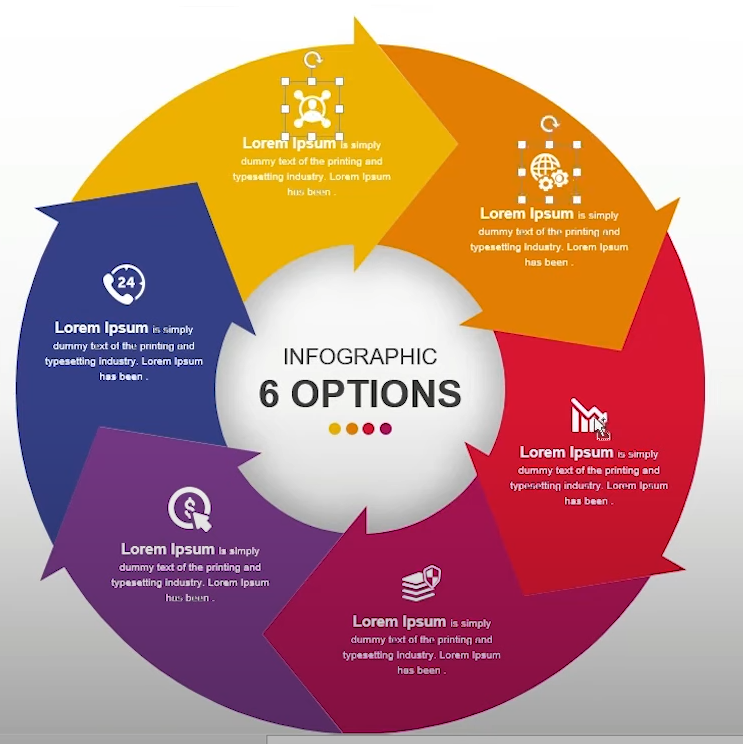 Lorem Ipsum is simply
dummy text of the printing and
typesetting industry. Lorem Ipsum
has been .
Lorem Ipsum is simply
dummy text of the printing and
typesetting industry. Lorem Ipsum
has been .
24
Lorem Ipsum is simply
dummy text of the printing and
typesetting industry. Lorem Ipsum
has been .
INFOGRAPHIC
6 OPTIONS
Lorem Ipsum is simply
dummy text of the printing and
typesetting industry. Lorem Ipsum
has been .
$
Lorem Ipsum is simply
dummy text of the printing and
typesetting industry. Lorem Ipsum
has been .
Lorem Ipsum is simply
dummy text of the printing and
typesetting industry. Lorem Ipsum
has been .